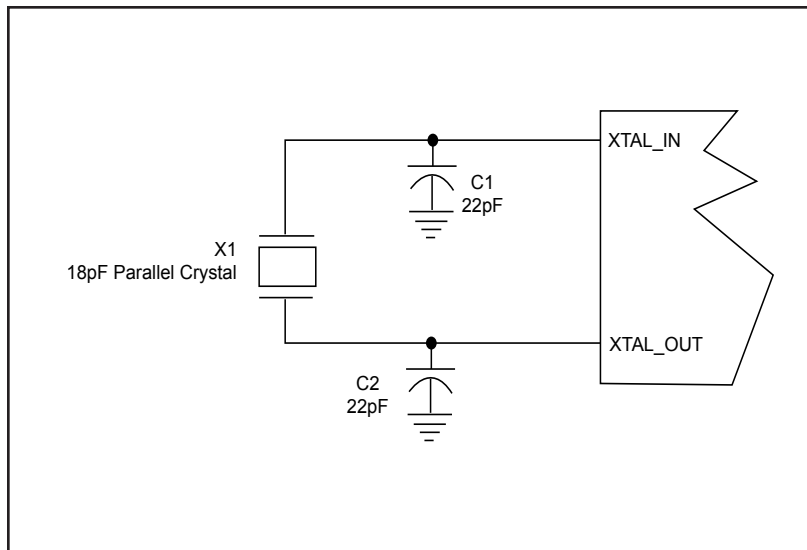 XTAL_IN
C1
22pF
X1
18pF Parallel Crystal
XTAL_OUT
C2
22pF